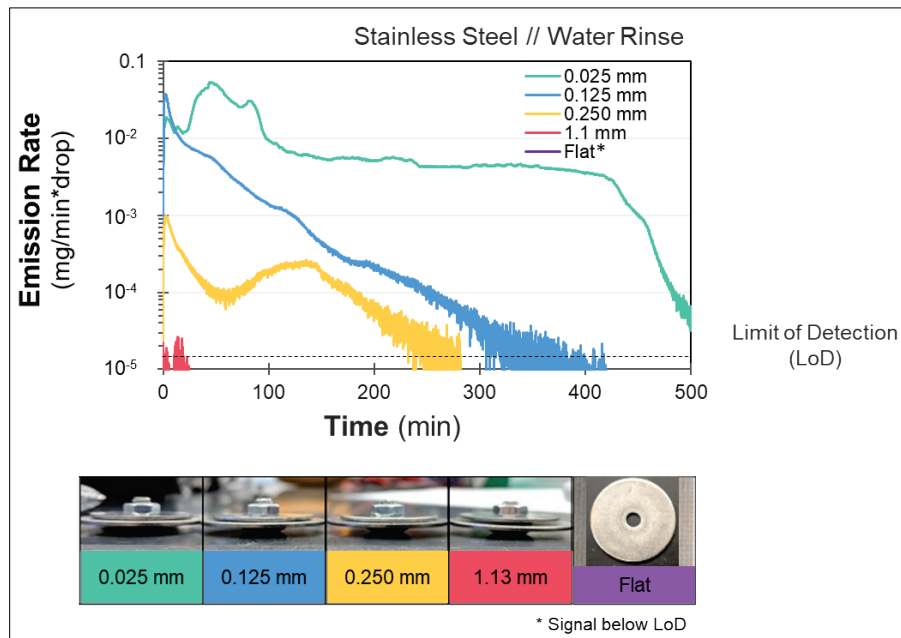 Stainless Steel // Water Rinse
0.1
10-2
10-3
10-4
10-5
Emission Rate
(mg/min*drop)
0.025 mm
0.125 mm
0.250 mm
1.1 mm
Flat*
0 100 200 300 400 500
Time (min)
Limit of Detection
(LoD)
0.025 mm 0.125 mm 0.250 mm 1.13 mm Flat
* Signal below LoD